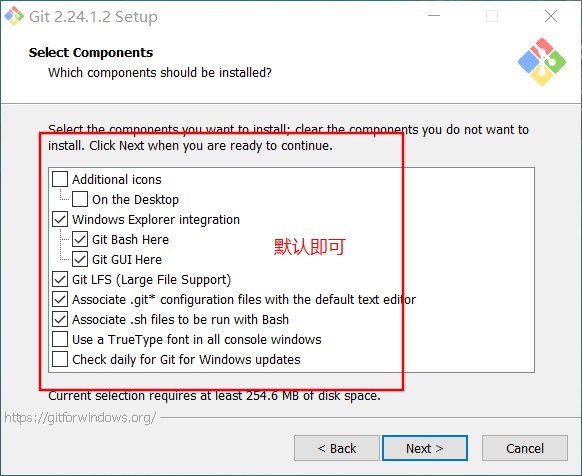 Git 2.24.1.2 Setup
Select Components
Which components should be installed?
Select the components you want to install; clear the components you do not want to
install. Click Next when you are ready to continue.
Additional icons
On the Desktop
Windows Explorer integration
Git Bash Here
默认即可
Git GUI Here
Git LFS (Large File Support)
Associate .git* configuration files with the default text editor
Associate .sh files to be run with Bash
Use a TrueType font in all console windows
Check daily for Git for Windows updates
Current selection requires at least 254.6 MB of disk space.
https://gitforwindows.org/
< Back
Next >
Cancel